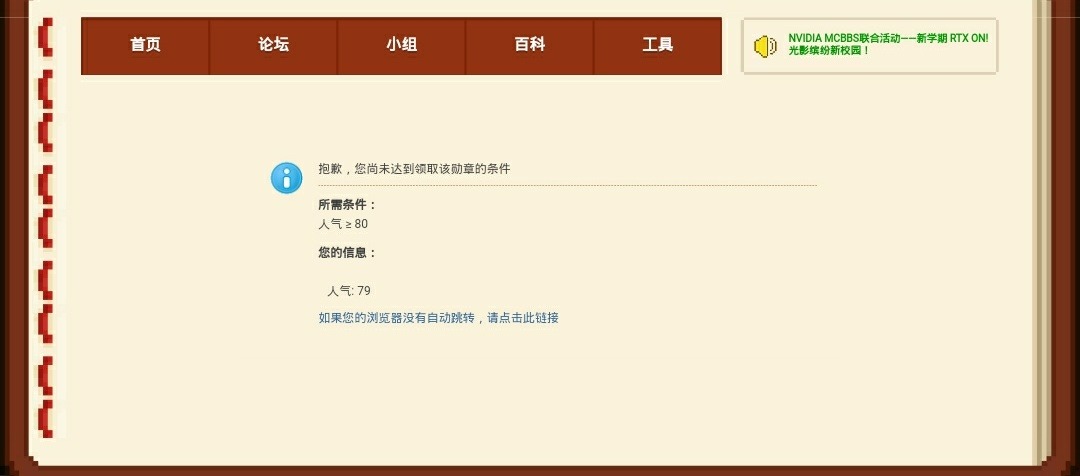 首页 论坛 小组 百科 工具
NVIDIA MCBBS联合活动——新学期 RTX ON!
光影缤纷新校园！
抱歉，您尚未达到领取该勋章的条件
所需条件：
人气 ≥ 80
您的信息：
人气: 79
如果您的浏览器没有自动跳转，请点击此链接